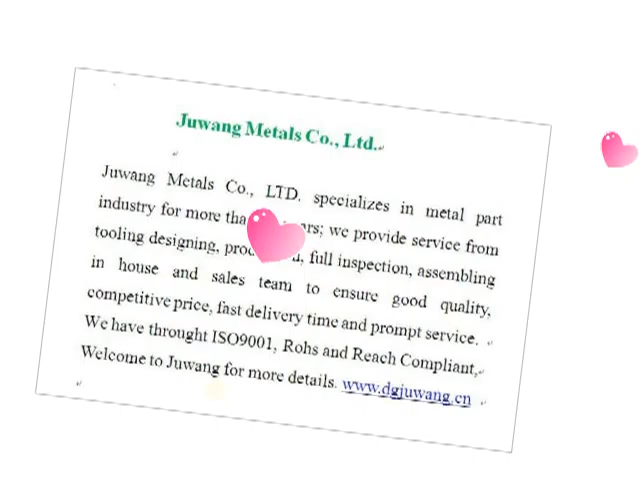 Juwang Metals Co., Ltd.
Juwang Metals Co., LTD. specializes in metal part
industry for more we provide service from
tooling designing, full inspection, assembling
in house and sales team to ensure good quality,
competitive price, fast delivery time and prompt service.
We have throught ISO9001, Rohs and Reach Compliant,
Welcome to Juwang for more details. www.dgjuwang.cn